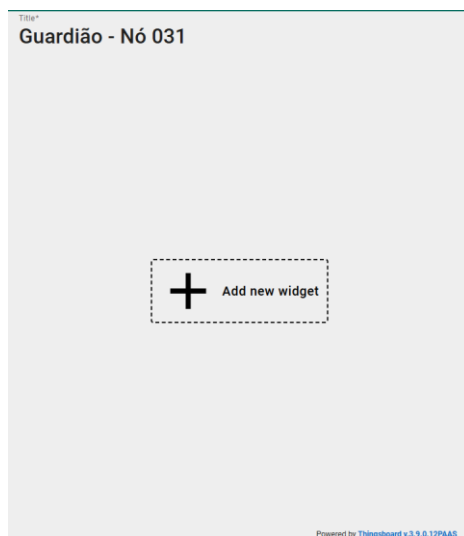 Title*
Guardião - Nó 031
Add new widget
Powered by Thingsboard v.3.9.0.12PAAS